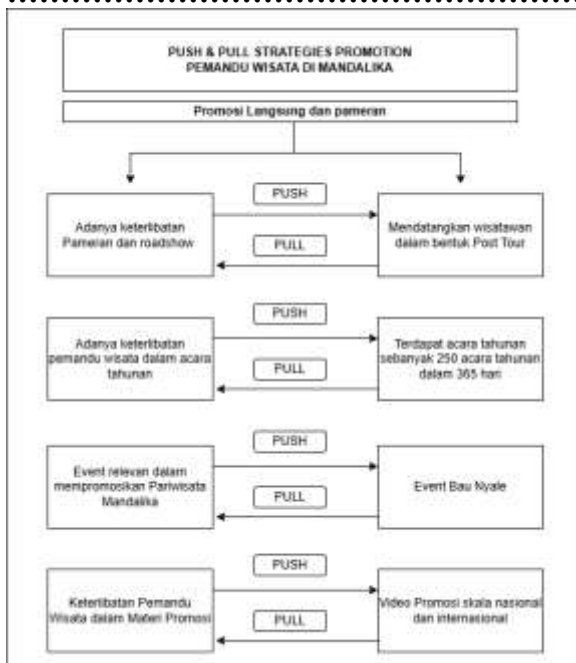 PUSH & PULL STRATEGIES PROMOTION
PEMANDU WISATA DI MANDALIKA
Promosi Langsung dan pameran
Adanya keterlibatan
Pameran dan roadshow
PUSH
PULL
Mendatangkan wisatawan
dalam bentuk Post Tour
Adanya keterlibatan
pemandu wisata dalam acara
tahunan
PUSH
PULL
Terdapat acara tahunan
sebanyak 250 acara tahunan
dalam 365 hari
Event relevan dalam
mempromosikan Pariwisata
Mandalika
PUSH
PULL
Event Bau Nyale
Keterlibatan Pemandu
Wisata dalam Materi Promosi
PUSH
PULL
Video Promosi skala nasional
dan internasional